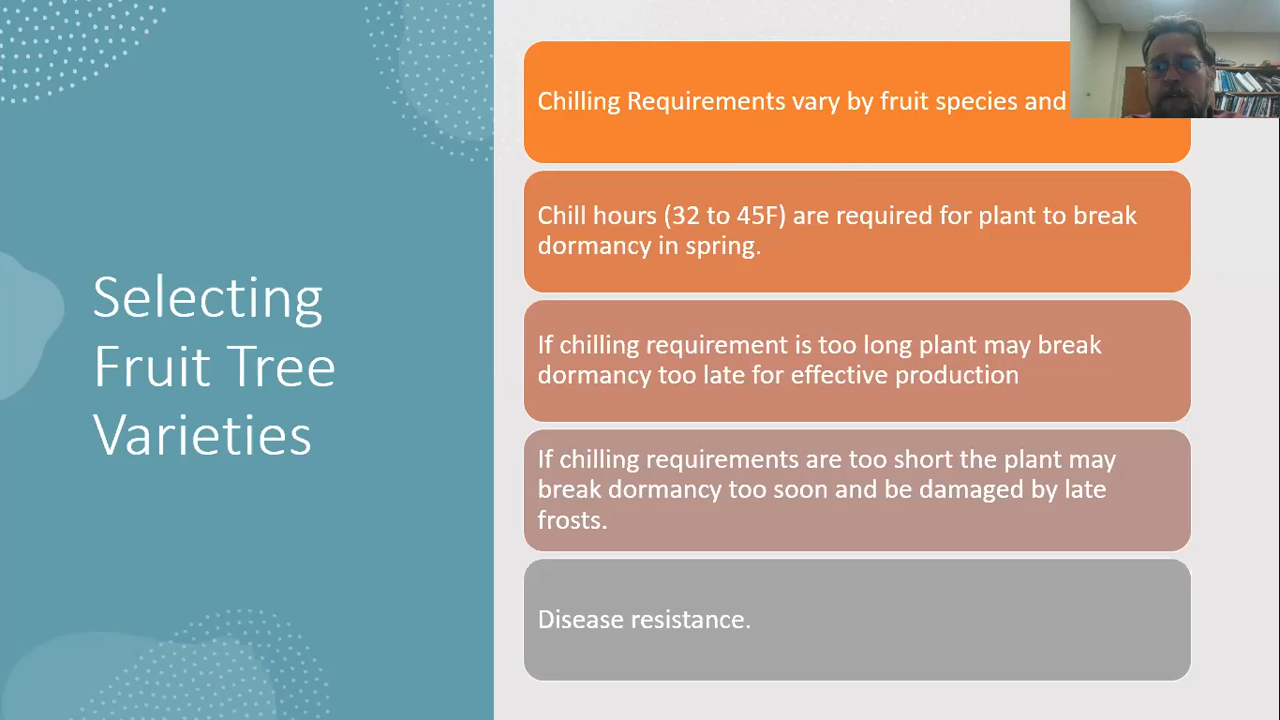 Selecting
Fruit Tree
Varieties
Chilling Requirements vary by fruit species and
Chill hours (32 to 45F) are required for plant to break
dormancy in spring.
If chilling requirement is too long plant may break
dormancy too late for effective production
If chilling requirements are too short the plant may
break dormancy too soon and be damaged by late
frosts.
Disease resistance.